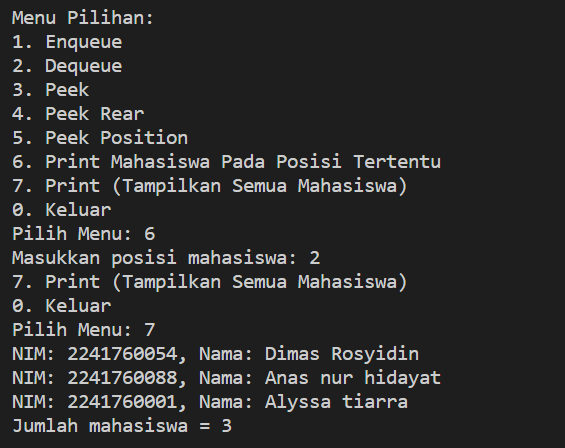 Menu Pilihan:
1. Enqueue
2. Dequeue
3. Peek
4. Peek Rear
5. Peek Position
6. Print Mahasiswa Pada Posisi Tertentu
7. Print (Tampilkan Semua Mahasiswa)
0. Keluar
Pilih Menu: 6
Masukkan posisi mahasiswa: 2
7. Print (Tampilkan Semua Mahasiswa)
0. Keluar
Pilih Menu: 7
NIM: 2241760054, Nama: Dimas Rosyidin
NIM: 2241760088, Nama: Anas nur hidayat
NIM: 2241760001, Nama: Alyssa tiarra
Jumlah mahasiswa = 3